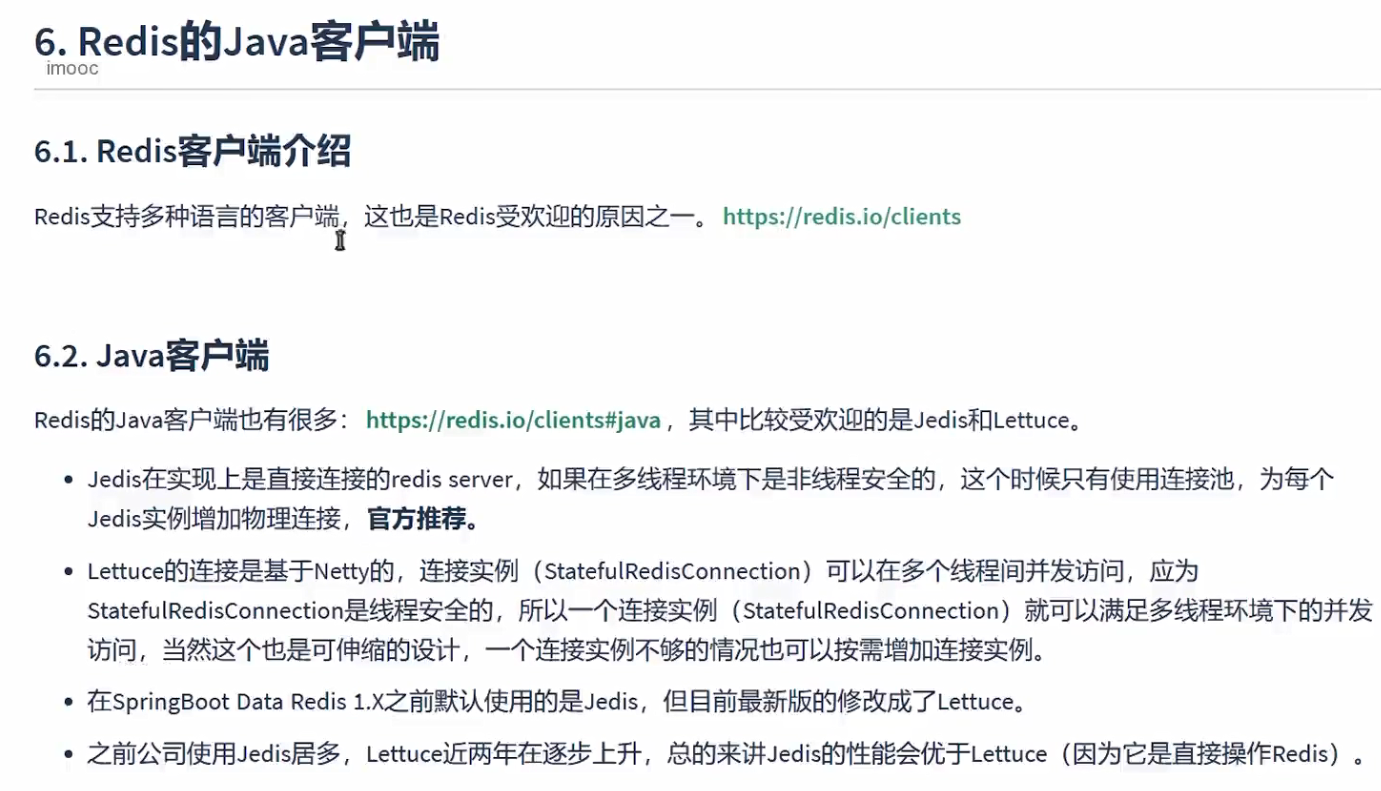 6. Redis的Java客户端
imooc
6.1. Redis客户端介绍
Redis支持多种语言的客户端，这也是Redis受欢迎的原因之一。https://redis.io/clients
6.2. Java客户端
Redis的Java客户端也有很多：https://redis.io/clients#java，其中比较受欢迎的是Jedis和Lettuce。
• Jedis在实现上是直接连接的redis server，如果在多线程环境下是非线程安全的，这个时候只有使用连接池，为每个
Jedis实例增加物理连接，官方推荐。
• Lettuce的连接是基于Netty的，连接实例（StatefulRedisConnection）可以在多个线程间并发访问，应为
StatefulRedisConnection是线程安全的，所以一个连接实例（StatefulRedisConnection）就可以满足多线程环境下的并发
访问，当然这个也是可伸缩的设计，一个连接实例不够的情况也可以按需增加连接实例。
• 在SpringBoot Data Redis 1.X之前默认使用的是Jedis，但目前最新版的修改成了Lettuce。
• 之前公司使用Jedis居多，Lettuce近两年在逐步上升，总的来讲Jedis的性能会优于Lettuce（因为它是直接操作Redis）。